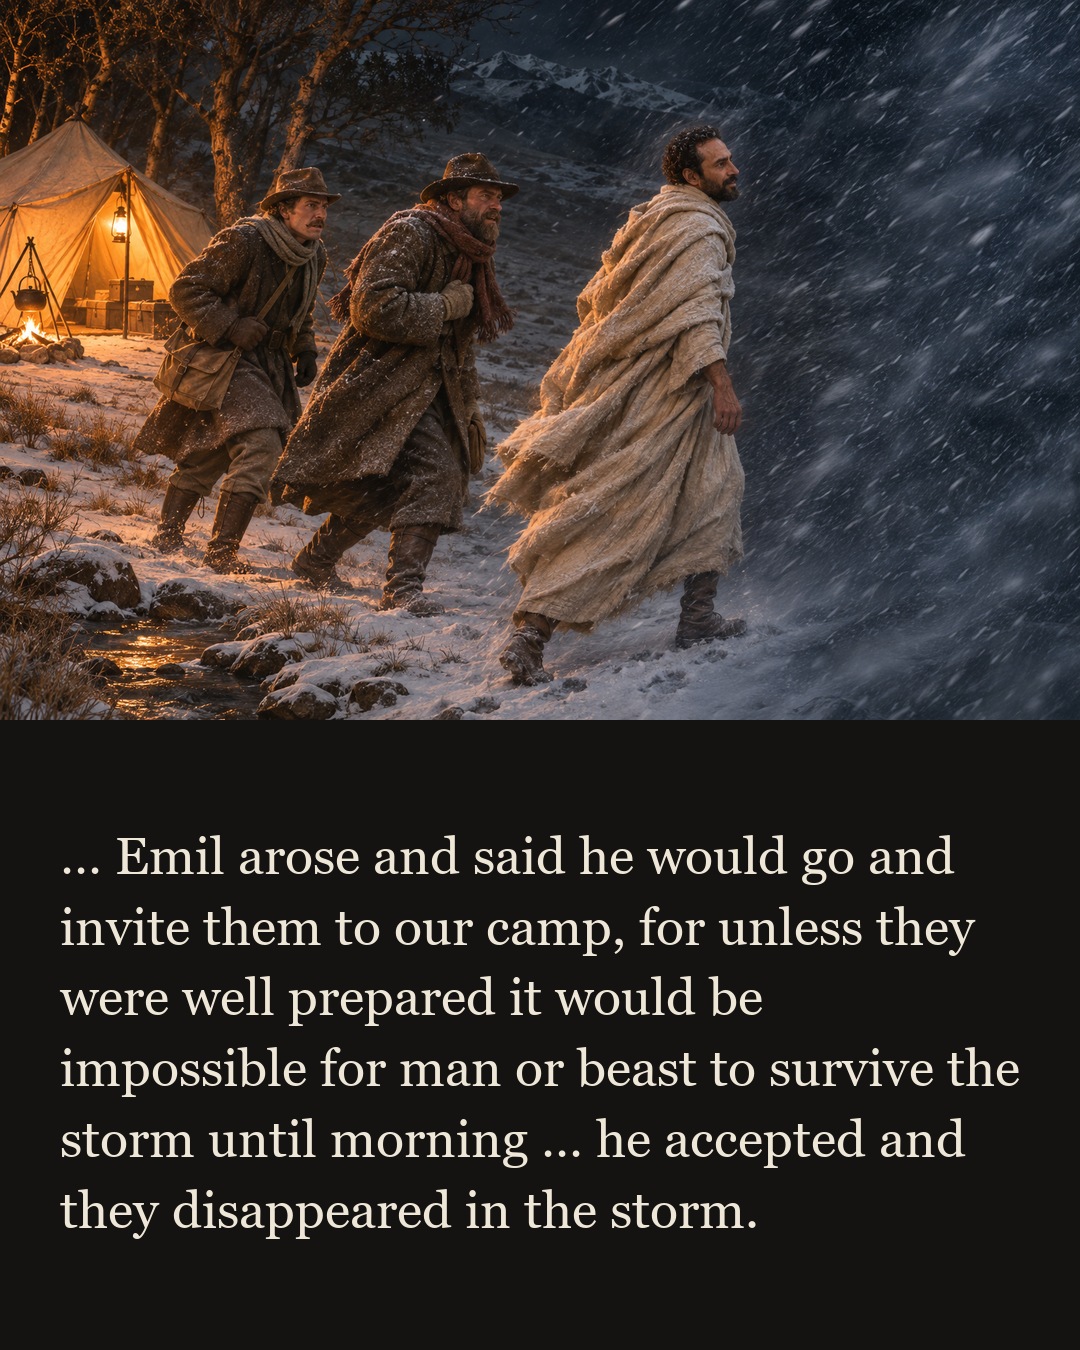 ... Emil arose and said he would go and
invite them to our camp, for unless they
were well prepared it would be
impossible for man or beast to survive the
storm until morning ... he accepted and
they disappeared in the storm.